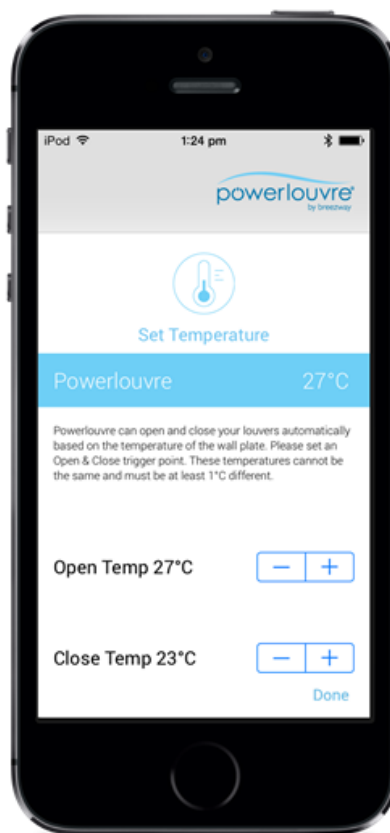 iPod 1:24 pm
powerlouvre
by breezway
Set Temperature
Powerlouvre 27°C
Powerlouvre can open and close your louvers automatically
based on the temperature of the wall plate. Please set an
Open & Close trigger point. These temperatures cannot be
the same and must be at least 1°C different.
Open Temp 27°C − +
Close Temp 23°C − +
Done